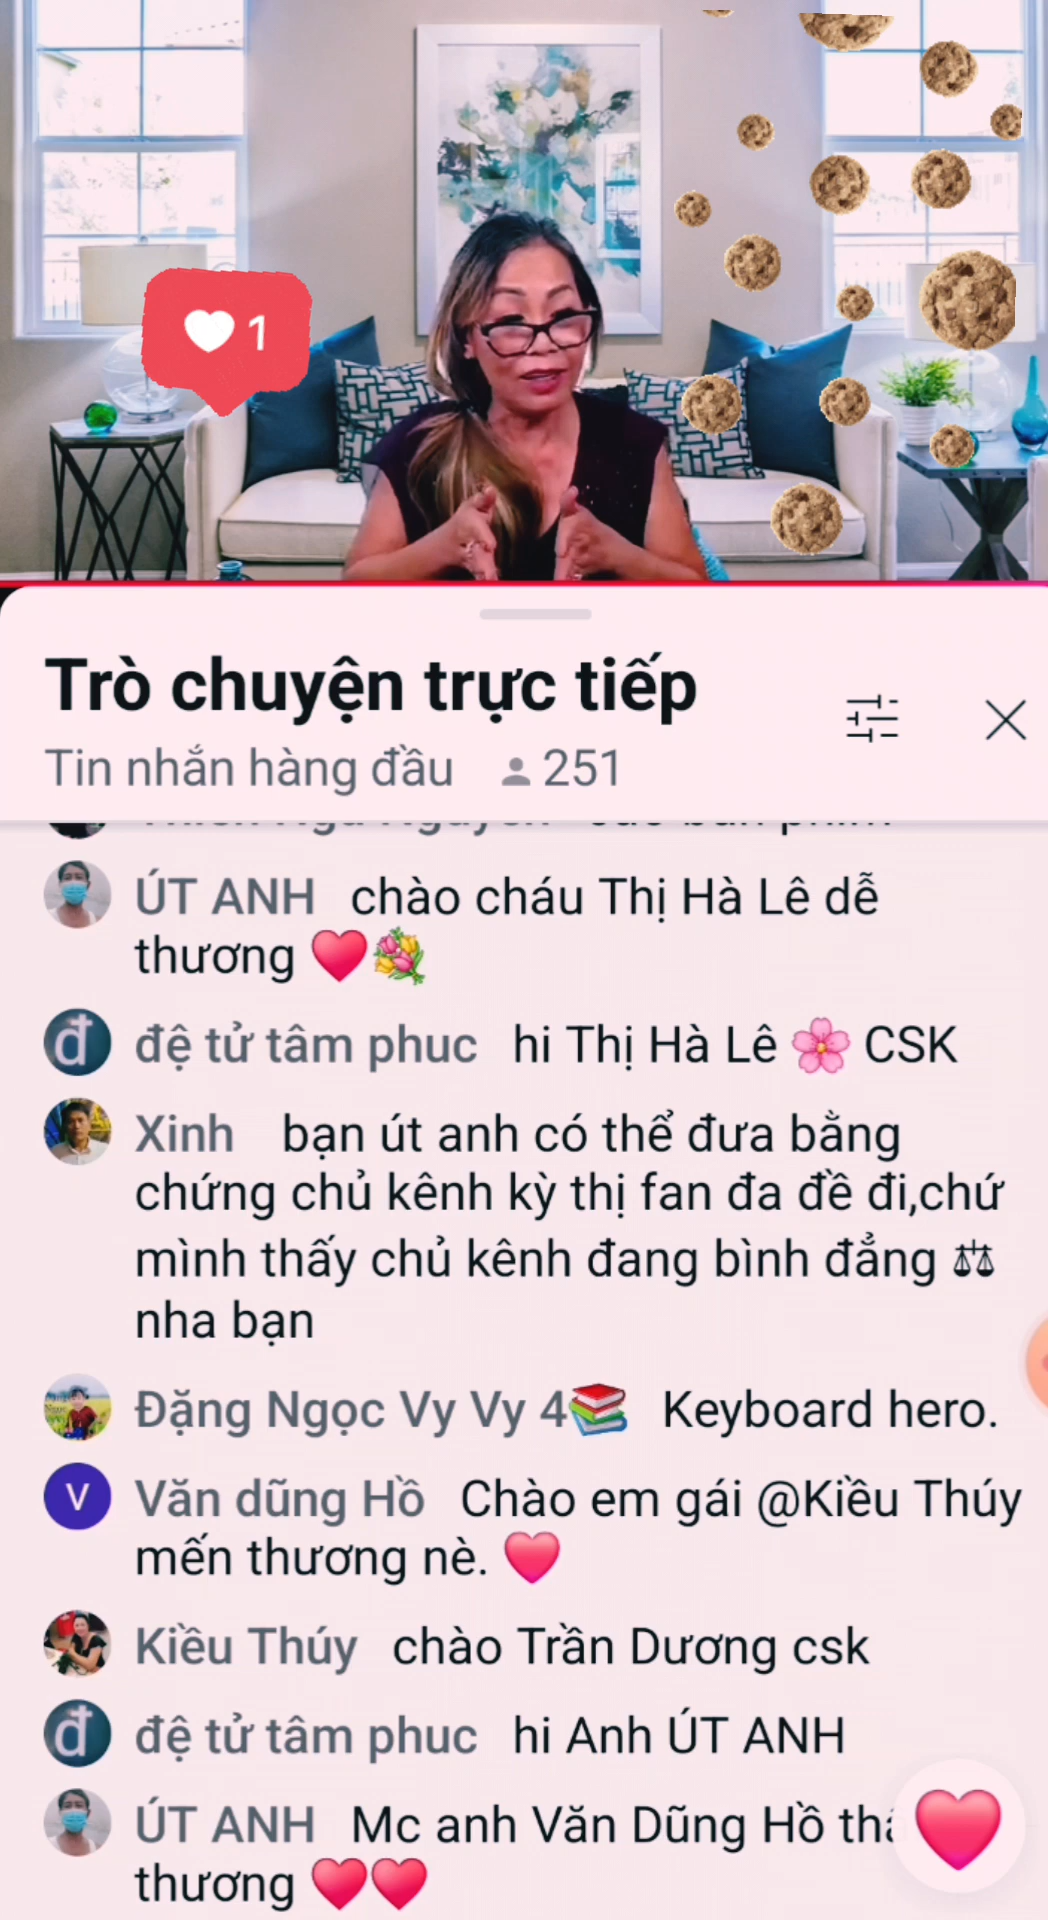 1
Trò chuyện trực tiếp
Tin nhắn hàng đầu 251
ÚT ANH chào cháu Thị Hà Lê dễ
thương ❤️💐
đ
đệ tử tâm phuc hi Thị Hà Lê 🌸 CSK
Xinh bạn út anh có thể đưa bằng
chứng chủ kênh kỳ thị fan đa đề đi,chứ
mình thấy chủ kênh đang bình đẳng ⚖
nha bạn
Đặng Ngọc Vy Vy 4📚 Keyboard hero.
V
Văn dũng Hồ Chào em gái @Kiều Thúy
mến thương nè. ❤️
Kiều Thúy chào Trần Dương csk
đ
đệ tử tâm phuc hi Anh ÚT ANH
ÚT ANH Mc anh Văn Dũng Hồ
thương ❤️❤️